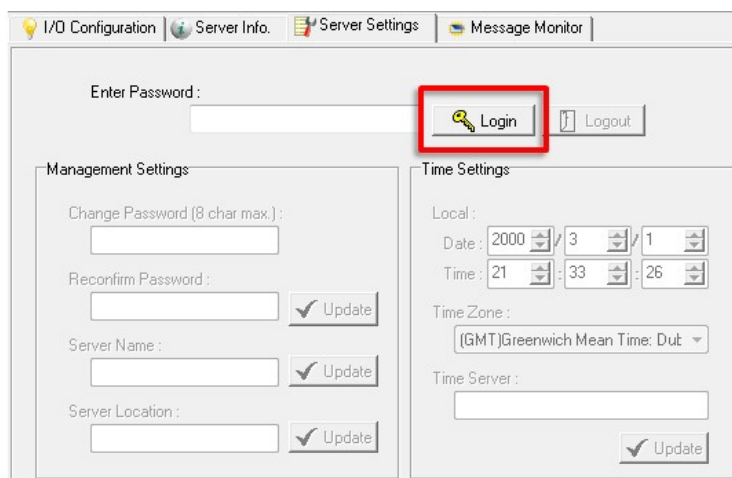 I/O Configuration Server Info. Server Settings Message Monitor
Enter Password :
Login Logout
Management Settings
Change Password (8 char max.) :
Reconfirm Password :
Update
Server Name :
Update
Server Location :
Update
Time Settings
Local :
Date : 2000 / 3 / 1
Time : 21 : 33 : 26
Time Zone :
(GMT)Greenwich Mean Time: Dub
Time Server :
Update